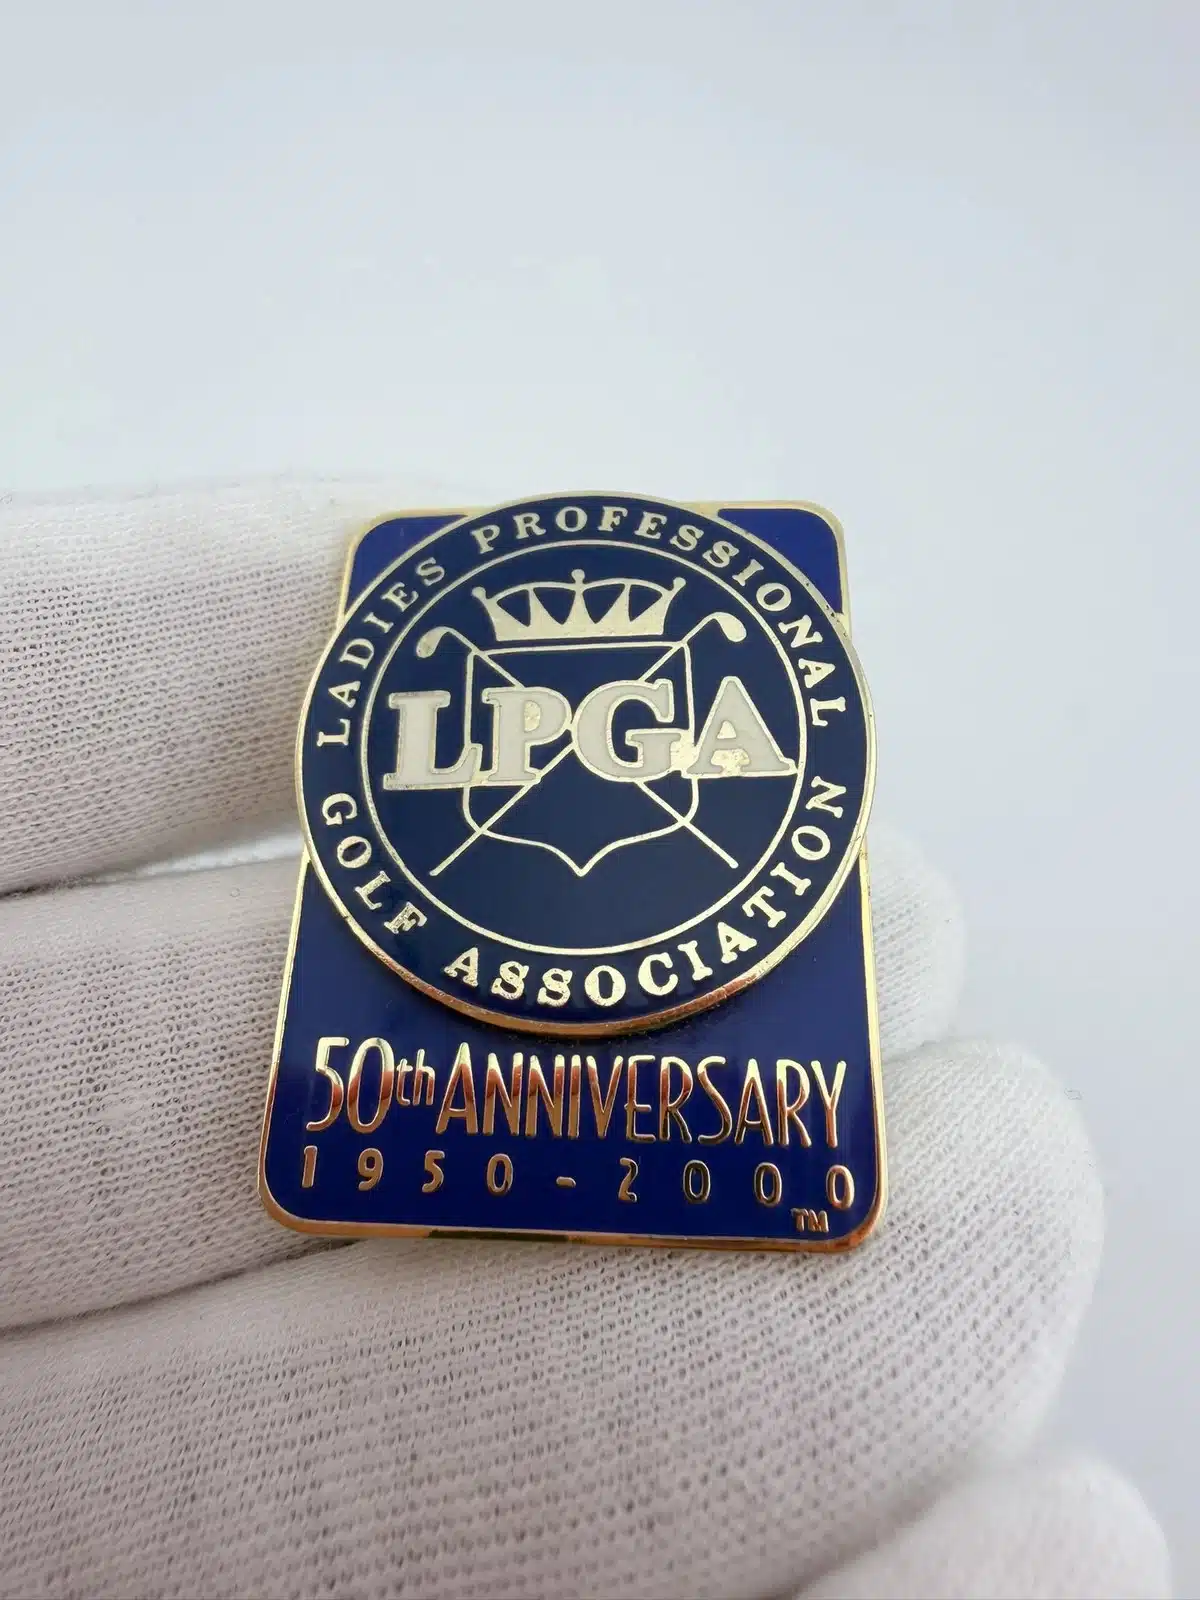 LADIES PROFESSIONAL
GOLF ASSOCIATION
LPGA
50th ANNIVERSARY
1950-2000
TM